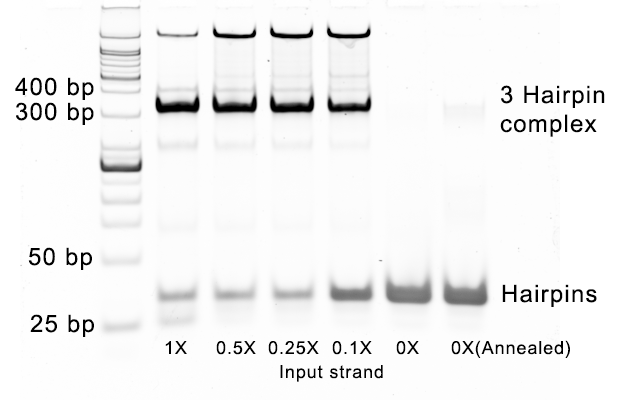 400 bp
300 bp
50 bp
25 bp
3 Hairpin
complex
Hairpins
1X 0.5X 0.25X 0.1X 0X 0X(Annealed)
Input strand